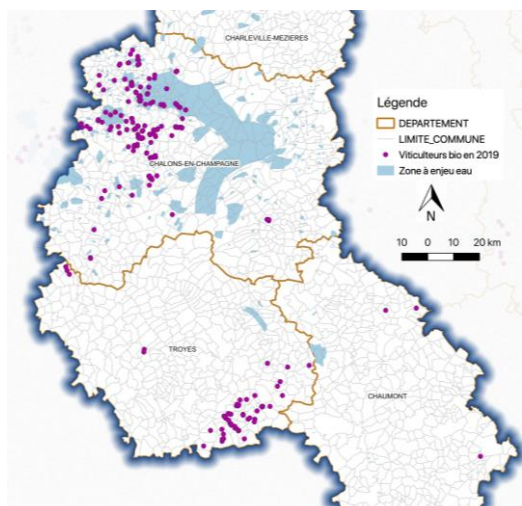 CHARLEVILLE-MEZIERES
Légende
DEPARTEMENT
LIMITE_COMMUNE
Viticulteurs bio en 2019
Zone à enjeu eau
CHALONS-EN-CHAMPAGNE
N
10 0 10 20 km
TROYES
CHAUMONT